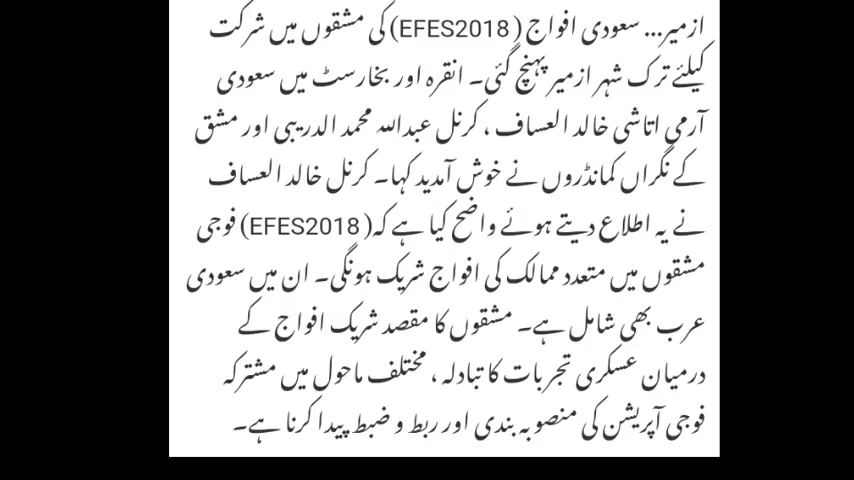 ازمیر... سعودی افواج (EFES2018) کی مشقوں میں شرکت
کیلئے ترک شہر ازمیر پہنچ گئی۔ انقرہ اور بخارسٹ میں سعودی
آرمی اتاشی خالد العساف ، کرنل عبداللہ محمد الدریبی اور مشق
کے نگراں کمانڈروں نے خوش آمدید کہا۔ کرنل خالد العساف
نے یہ اطلاع دیتے ہوئے واضح کیا ہے کہ( EFES2018) فوجی
مشقوں میں متعدد ممالک کی افواج شریک ہونگی۔ ان میں سعودی
عرب بھی شامل ہے۔ مشقوں کا مقصد شریک افواج کے
درمیان عسکری تجربات کا تبادلہ ، مختلف ماحول میں مشترکہ
فوجی آپریشن کی منصوبہ بندی اور ربط و ضبط پیدا کرنا ہے۔